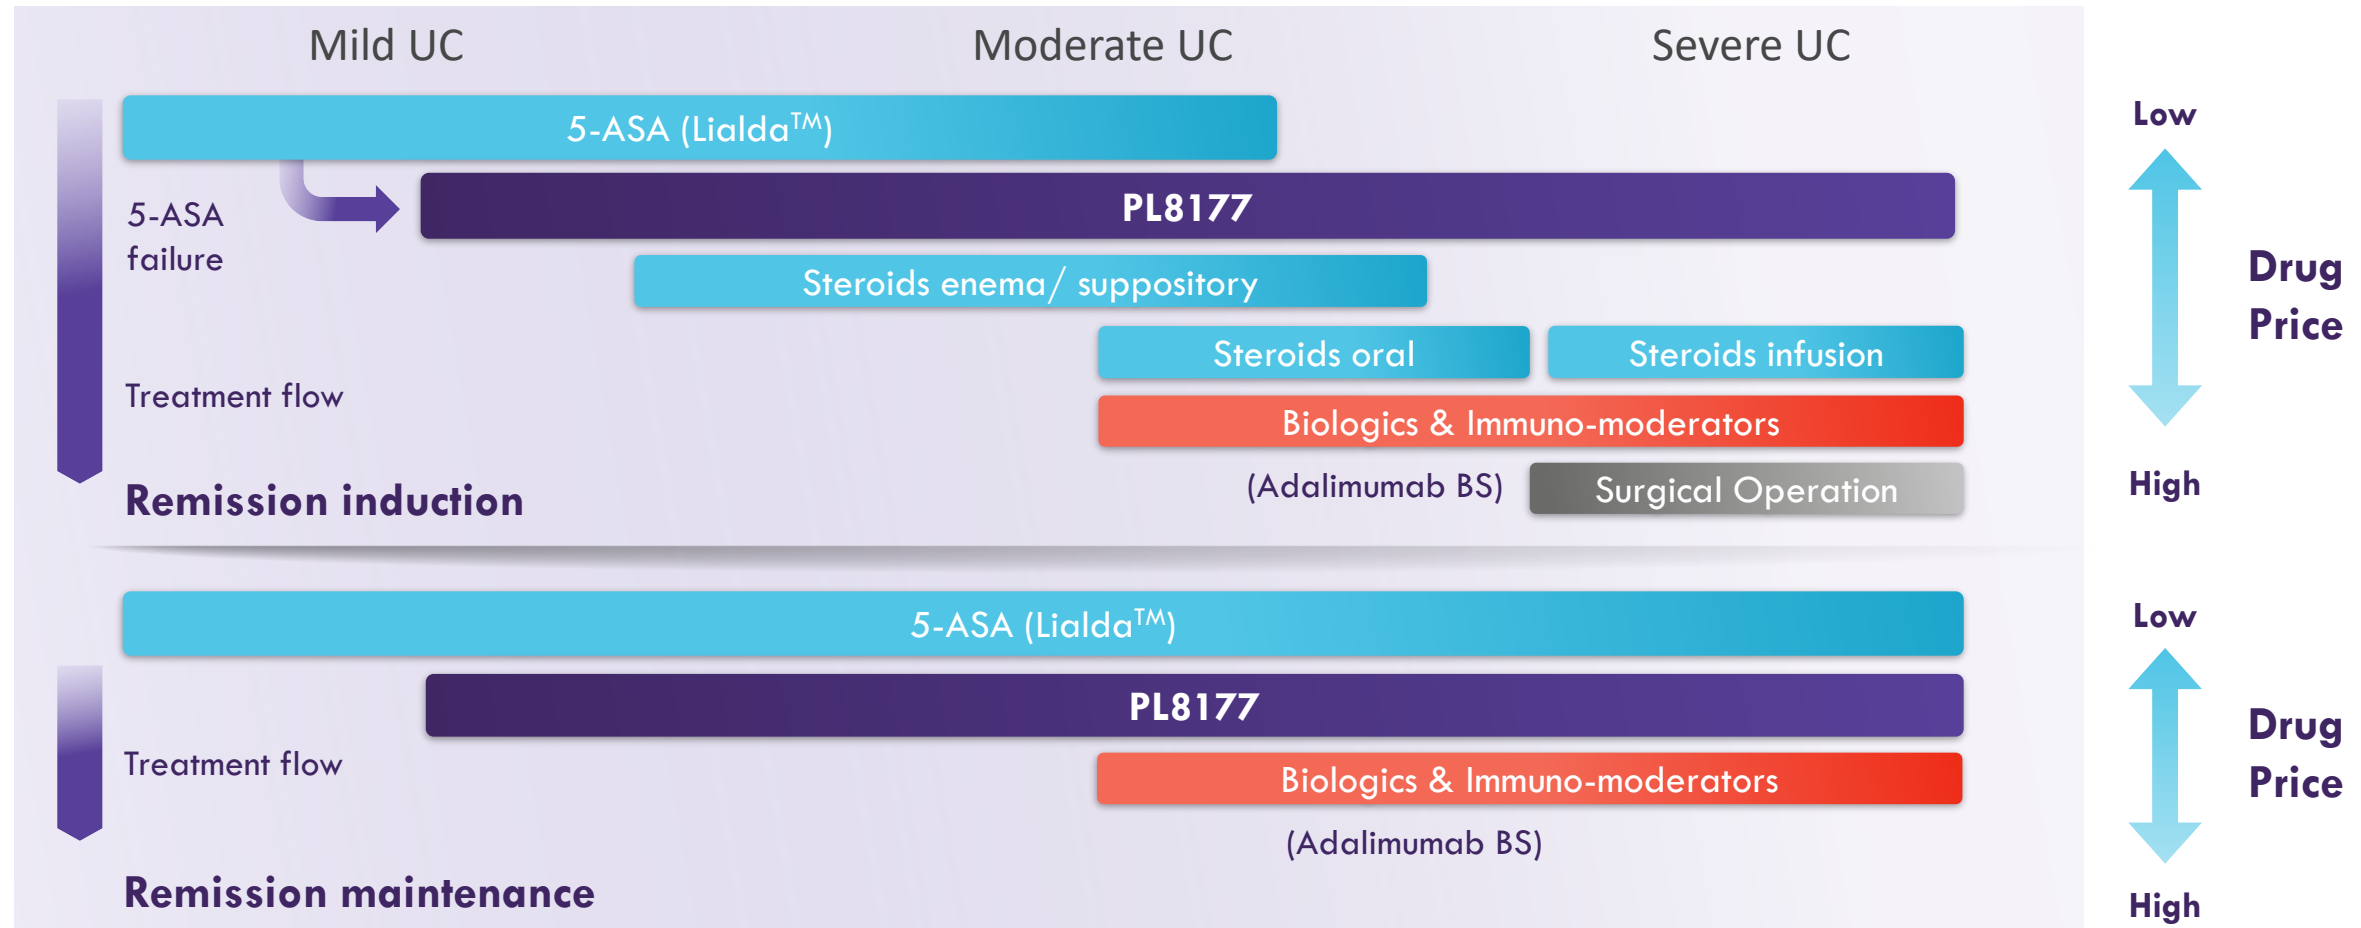 Mild UC
Moderate UC
Severe UC
5-ASA (Lialda™)
5-ASA
failure
PL8177
Steroids enema/ suppository
Steroids oral
Steroids infusion
Treatment flow
Biologics & Immuno-moderators
(Adalimumab BS)
Surgical Operation
Remission induction
Low
Drug
Price
High
5-ASA (Lialda™)
PL8177
Treatment flow
Biologics & Immuno-moderators
(Adalimumab BS)
Remission maintenance
Low
Drug
Price
High